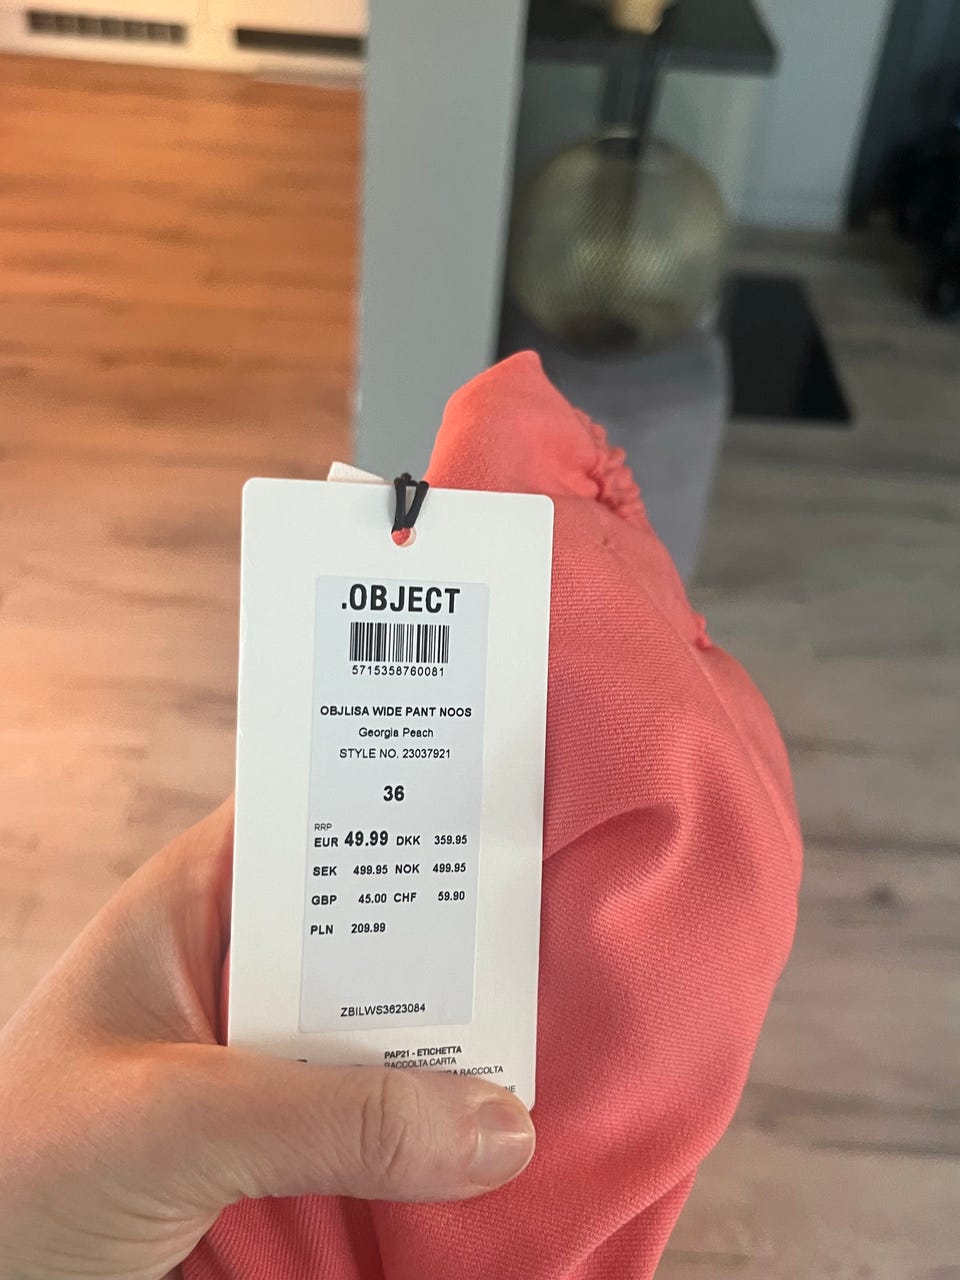 .OBJECT
5715358760081
OBJLISA WIDE PANT NOOS
Georgia Peach
STYLE NO. 23037921
36
RRP
EUR 49.99 DKK 359.95
SEK 499.95 NOK 499.95
GBP 45.00 CHF 59.90
PLN 209.99
ZBILWS3623084
PAP21 - ETICHETTA
RACCOLTA CARTA
RACCOLTA